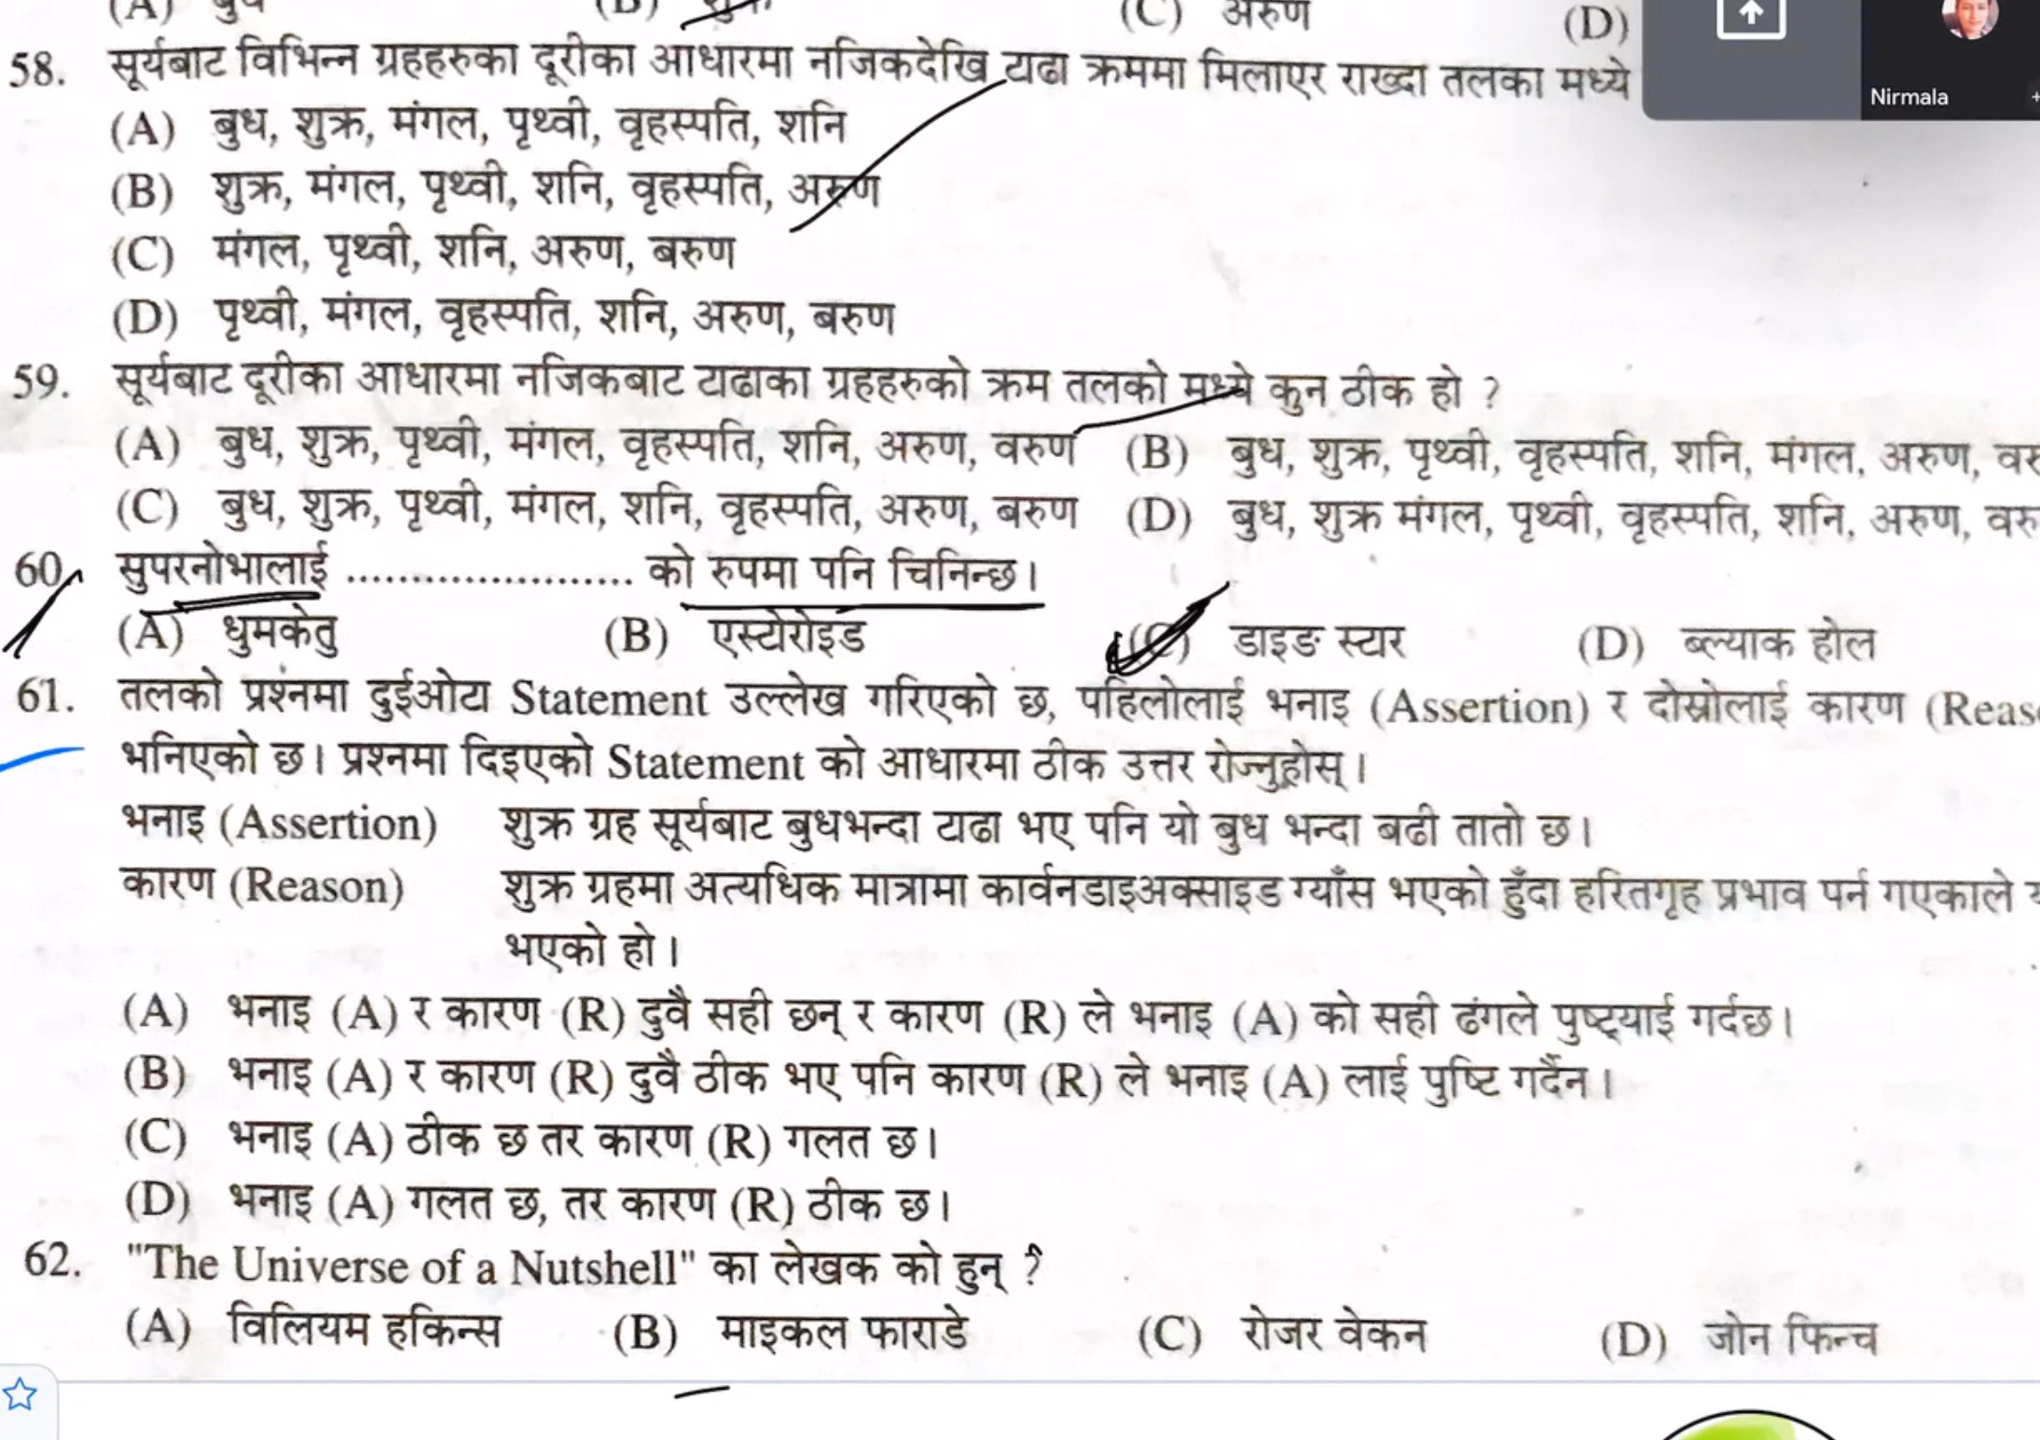 (A) बुध (B) शुक्र (C) अरुण (D)
58. सूर्यबाट विभिन्न ग्रहहरुका दूरीका आधारमा नजिकदेखि टाढा क्रममा मिलाएर राख्दा तलका मध्ये
Nirmala
(A) बुध, शुक्र, मंगल, पृथ्वी, वृहस्पति, शनि
(B) शुक्र, मंगल, पृथ्वी, शनि, वृहस्पति, अरुण
(C) मंगल, पृथ्वी, शनि, अरुण, बरुण
(D) पृथ्वी, मंगल, वृहस्पति, शनि, अरुण, बरुण
59. सूर्यबाट दूरीका आधारमा नजिकबाट टाढाका ग्रहहरुको क्रम तलको मध्ये कुन ठीक हो ?
(A) बुध, शुक्र, पृथ्वी, मंगल, वृहस्पति, शनि, अरुण, वरुण (B) बुध, शुक्र, पृथ्वी, वृहस्पति, शनि, मंगल, अरुण,
(C) बुध, शुक्र, पृथ्वी, मंगल, शनि, वृहस्पति, अरुण, बरुण (D) बुध, शुक्र मंगल, पृथ्वी, वृहस्पति, शनि, अरुण,
60. सुपरनोभालाई ...................... को रुपमा पनि चिनिन्छ।
(A) धुमकेतु (B) एस्टोरोइड (C) डाइङ स्टार (D) ब्ल्याक होल
61. तलको प्रश्नमा दुईओटा Statement उल्लेख गरिएको छ, पहिलोलाई भनाइ (Assertion) र दोस्रोलाई कारण
भनिएको छ। प्रश्नमा दिइएको Statement को आधारमा ठीक उत्तर रोज्नुहोस्।
भनाइ (Assertion) शुक्र ग्रह सूर्यबाट बुधभन्दा टाढा भए पनि यो बुध भन्दा बढी तातो छ।
कारण (Reason) शुक्र ग्रहमा अत्यधिक मात्रामा कार्वनडाइअक्साइड ग्याँस भएको हुँदा हरितगृह प्रभाव पर्न गएकाले
भएको हो।
(A) भनाइ (A) र कारण (R) दुवै सही छन् र कारण (R) ले भनाइ (A) को सही ढंगले पुष्ट्याई गर्दछ।
(B) भनाइ (A) र कारण (R) दुवै ठीक भए पनि कारण (R) ले भनाइ (A) लाई पुष्टि गर्दैन।
(C) भनाइ (A) ठीक छ तर कारण (R) गलत छ।
(D) भनाइ (A) गलत छ, तर कारण (R) ठीक छ।
62. "The Universe of a Nutshell" का लेखक को हुन् ?
(A) विलियम हकिन्स (B) माइकल फाराडे (C) रोजर वेकन (D) जोन फिन्च